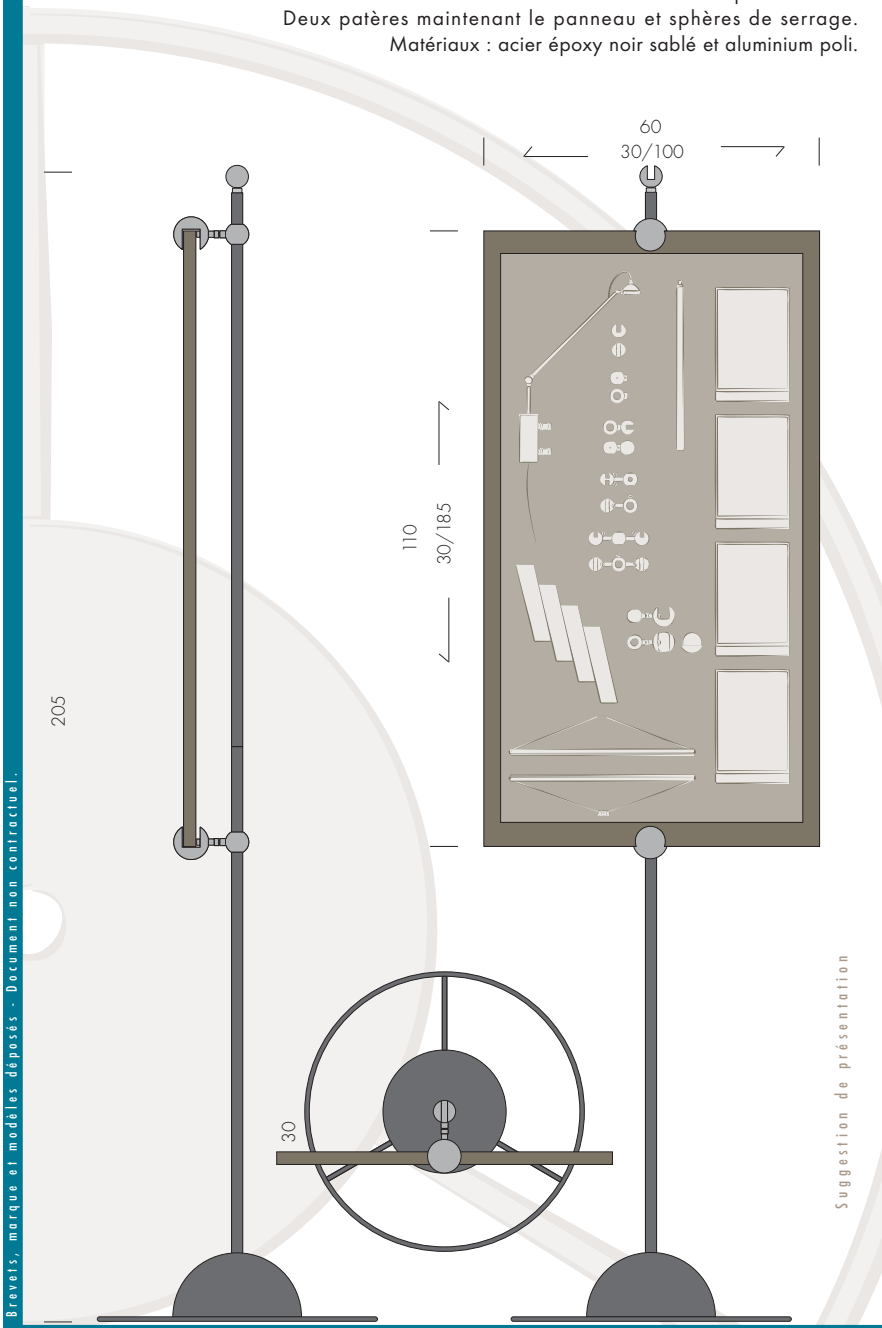 Deux patères maintenant le panneau et sphères de serrage.
Matériaux : acier époxy noir sablé et aluminium poli.
60
30/100
110
30/185
205
30
Suggestion de présentation
Brevets, marque et modèles déposés - Document non contractuel.